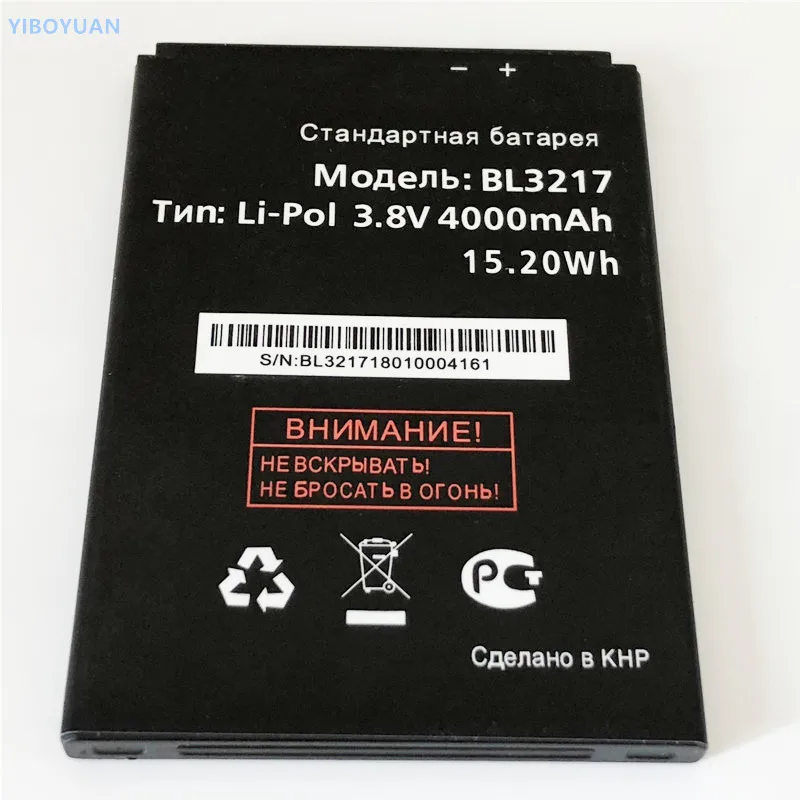 YIBOYUAN
− +
Стандартная батарея
Модель: BL3217
Тип: Li-Pol 3.8V 4000mAh
15.20Wh
S/N:BL321718010004161
ВНИМАНИЕ!
НЕ ВСКРЫВАТЬ!
НЕ БРОСАТЬ В ОГОНЬ!
РСТ
Сделано в КНР